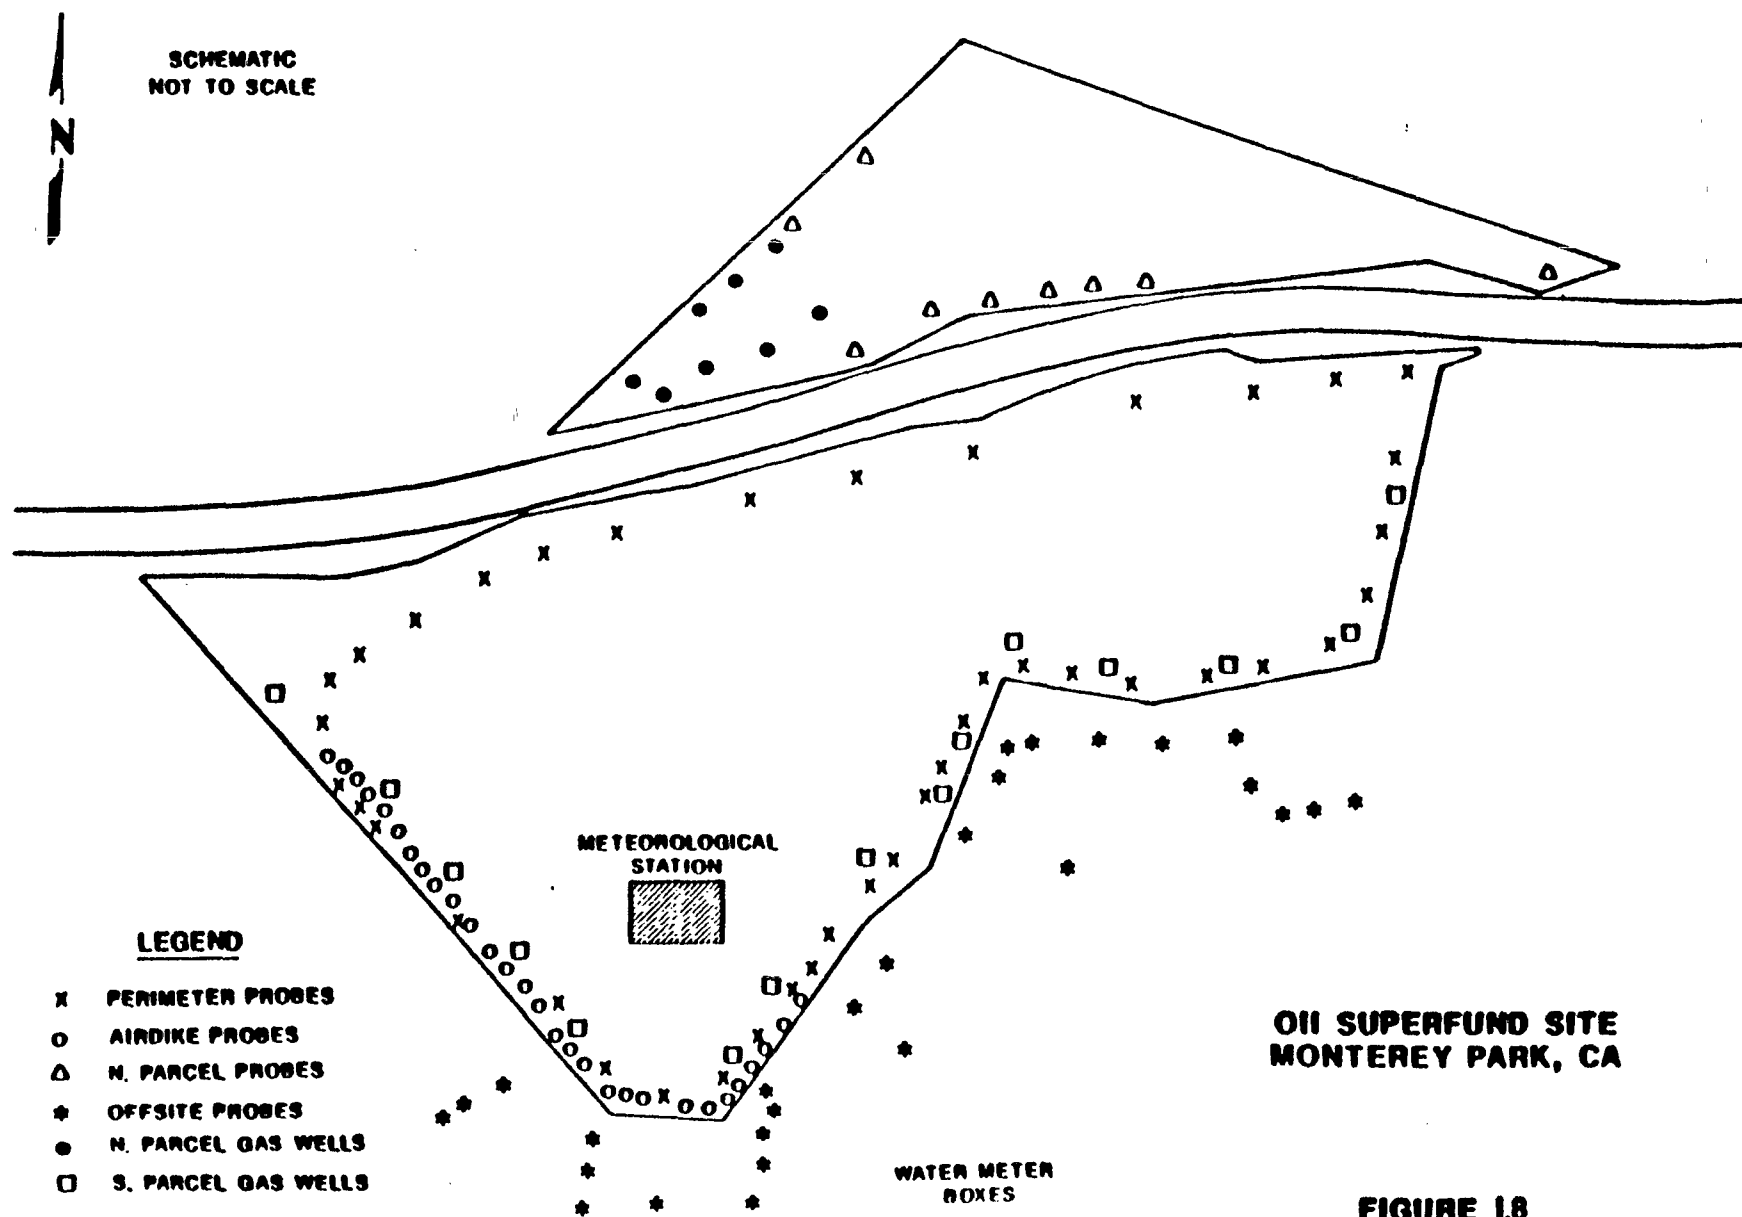 SCHEMATIC
NOT TO SCALE
N
METEOROLOGICAL
STATION
LEGEND
X PERIMETER PROBES
O AIRDIKE PROBES
△ N. PARCEL PROBES
* OFFSITE PROBES
● N. PARCEL GAS WELLS
□ S. PARCEL GAS WELLS
OII SUPERFUND SITE
MONTEREY PARK, CA
WATER METER
BOXES
FIGURE 1.8